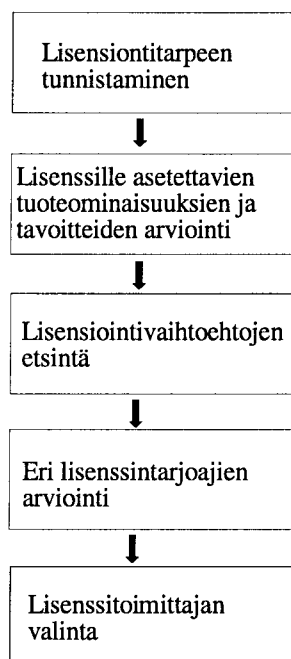 Lisensiontitarpeen
tunnistaminen
Lisenssille asetettavien
tuoteominaisuuksien ja
tavoitteiden arviointi
Lisensiointivaihtoehtojen
etsintä
Eri lisenssintarjoajien
arviointi
Lisenssitoimittajan
valinta